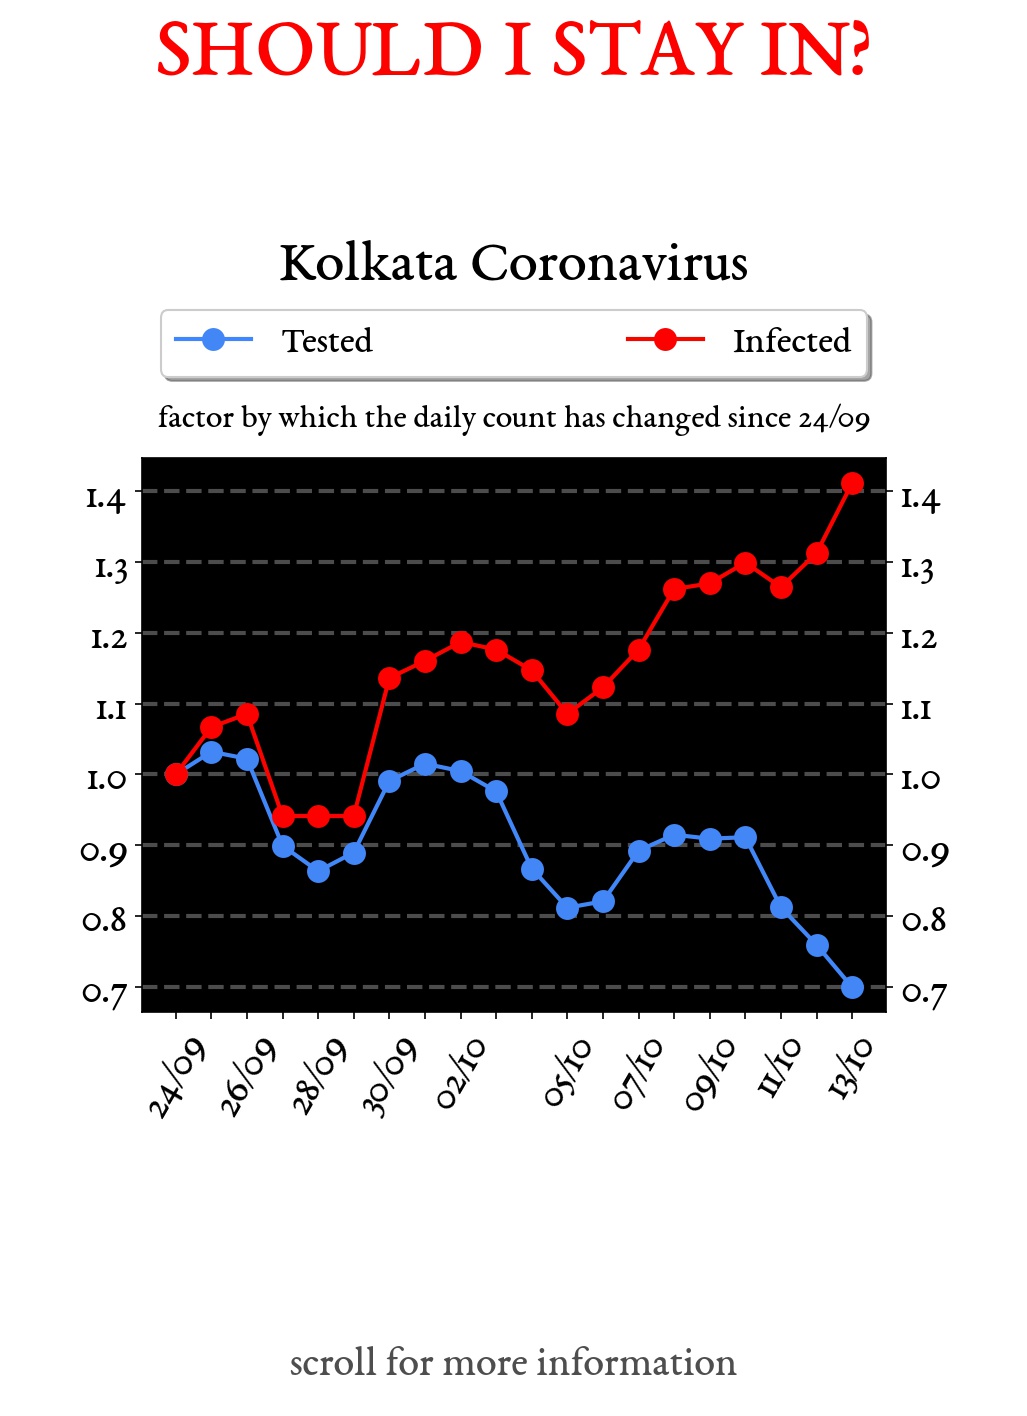 SHOULD I STAY IN?
Kolkata Coronavirus
Tested Infected
factor by which the daily count has changed since 24/09
1.4 1.4
1.3 1.3
1.2 1.2
1.1 1.1
1.0 1.0
0.9 0.9
0.8 0.8
0.7 0.7
24/09 26/09 28/09 30/09 02/10 05/10 07/10 09/10 11/10 13/10
scroll for more information